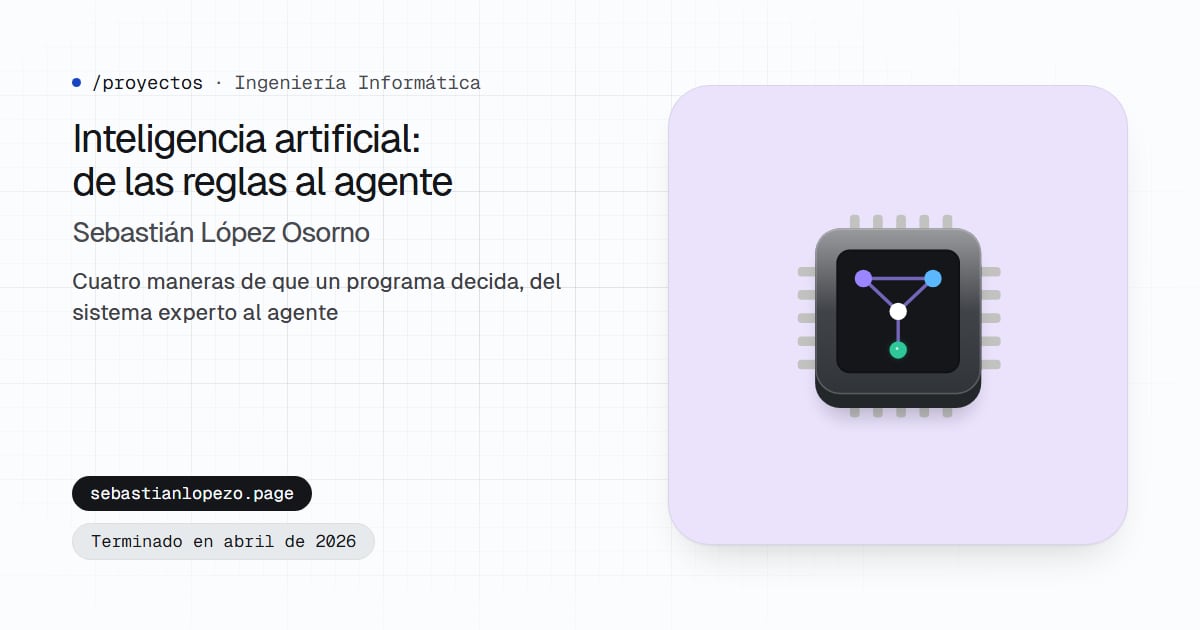 /proyectos · Ingeniería Informática
Inteligencia artificial:
de las reglas al agente
Sebastián López Osorno
Cuatro maneras de que un programa decida, del
sistema experto al agente
sebastianlopezo.page
Terminado en abril de 2026